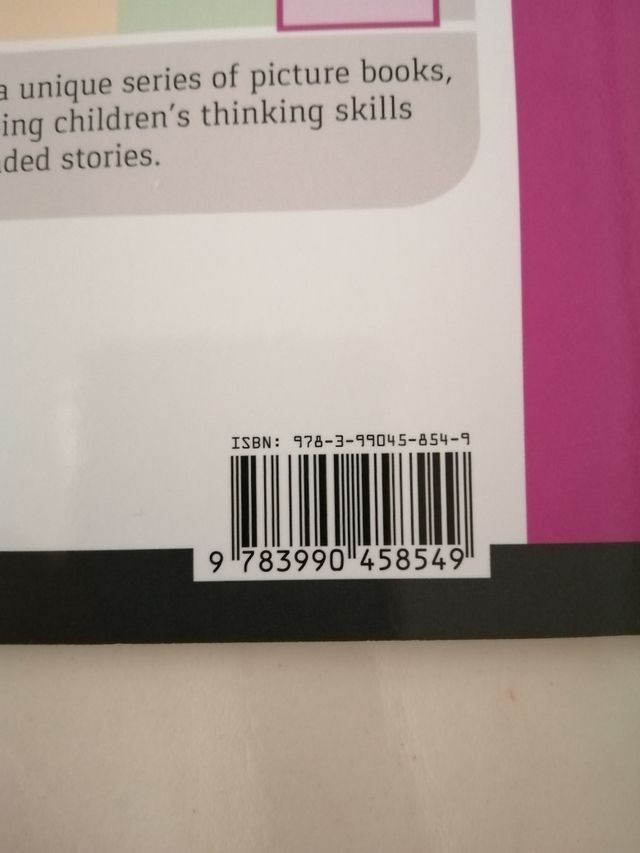 a unique series of picture books,
ing children's thinking skills
ded stories.
ISBN: 978-3-99045-854-9
9 783990 458549